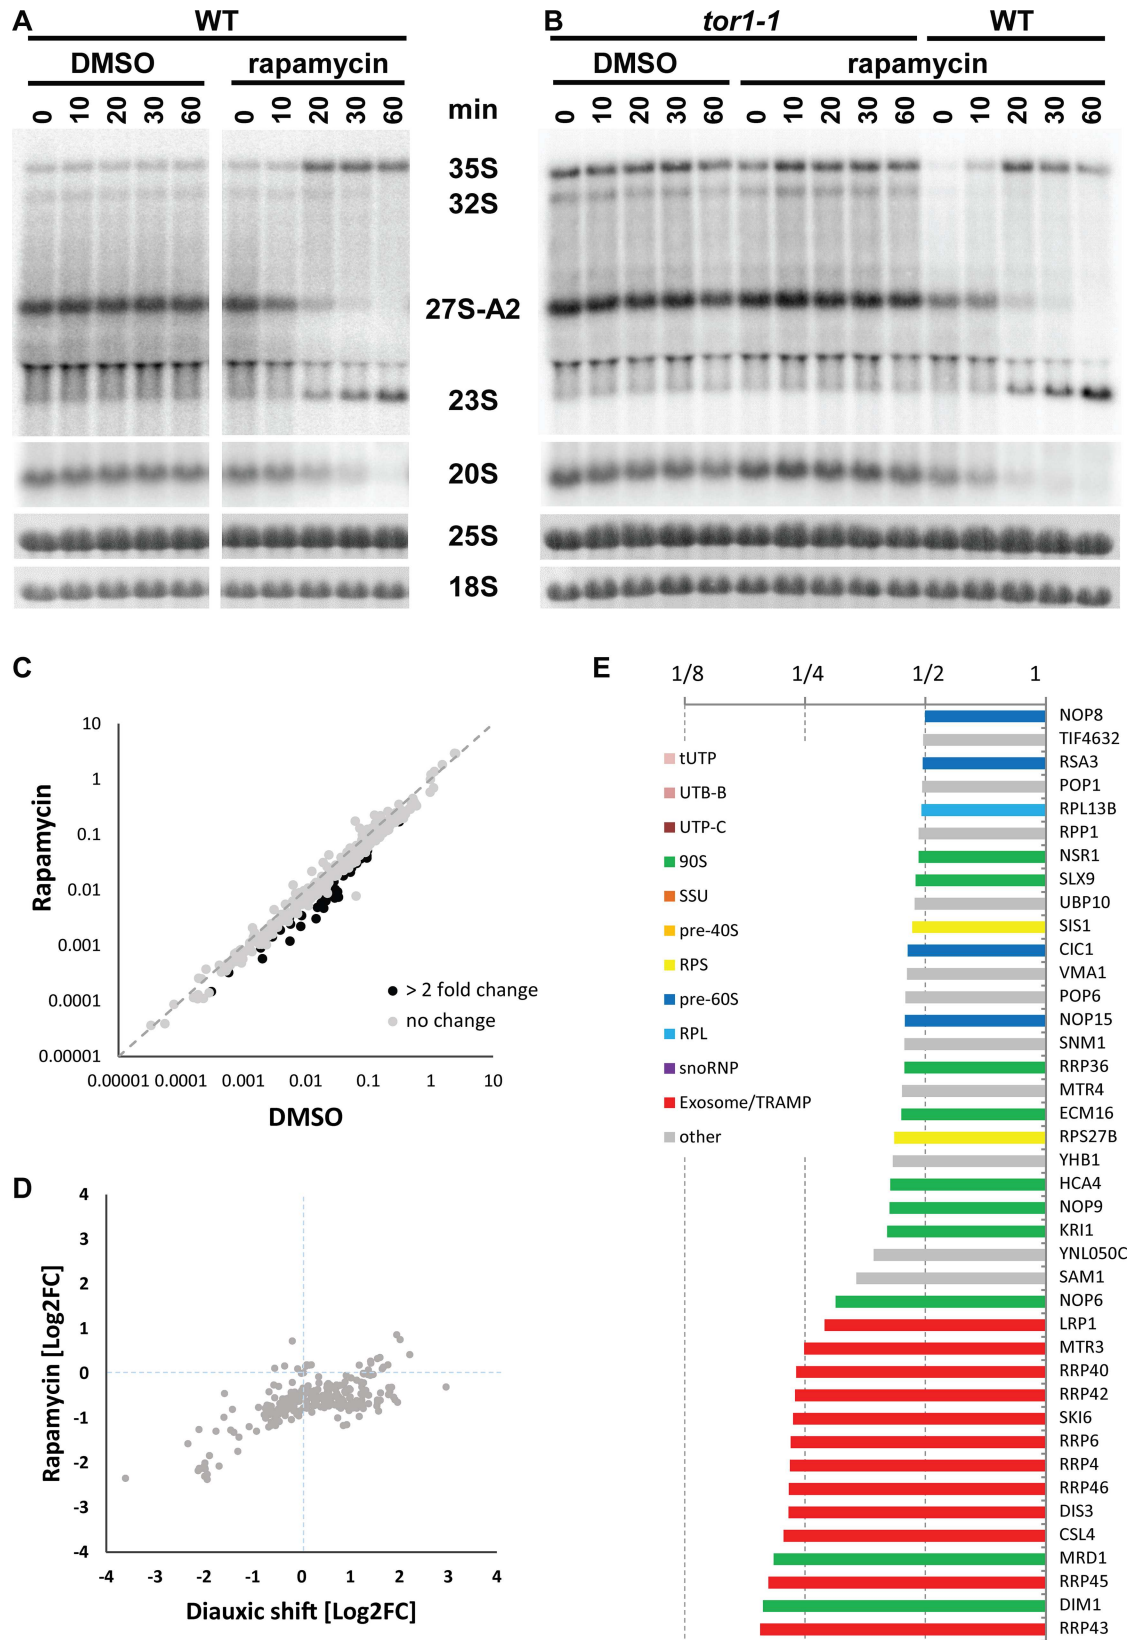 A
WT
DMSO
rapamycin
0 10 20 30 60 0 10 20 30 60
min
B
tor1-1
WT
DMSO
rapamycin
0 10 20 30 60 0 10 20 30 60 0 10 20 30 60
35S
32S
27S-A2
23S
20S
25S
18S
C
Rapamycin
10
1
0.1
0.01
0.001
0.0001
0.00001
> 2 fold change
no change
0.00001 0.0001 0.001 0.01 0.1 1 10
DMSO
D
Rapamycin [Log2FC]
4
3
2
1
0
-1
-2
-3
-4
-4 -3 -2 -1 0 1 2 3 4
Diauxic shift [Log2FC]
E
1/8 1/4 1/2 1
tUTP
UTB-B
UTP-C
90S
SSU
pre-40S
RPS
pre-60S
RPL
snoRNP
Exosome/TRAMP
other
NOP8
TIF4632
RSA3
POP1
RPL13B
RPP1
NSR1
SLX9
UBP10
SIS1
CIC1
VMA1
POP6
NOP15
SNM1
RRP36
MTR4
ECM16
RPS27B
YHB1
HCA4
NOP9
KRI1
YNL050C
SAM1
NOP6
LRP1
MTR3
RRP40
RRP42
SKI6
RRP6
RRP4
RRP46
DIS3
CSL4
MRD1
RRP45
DIM1
RRP43